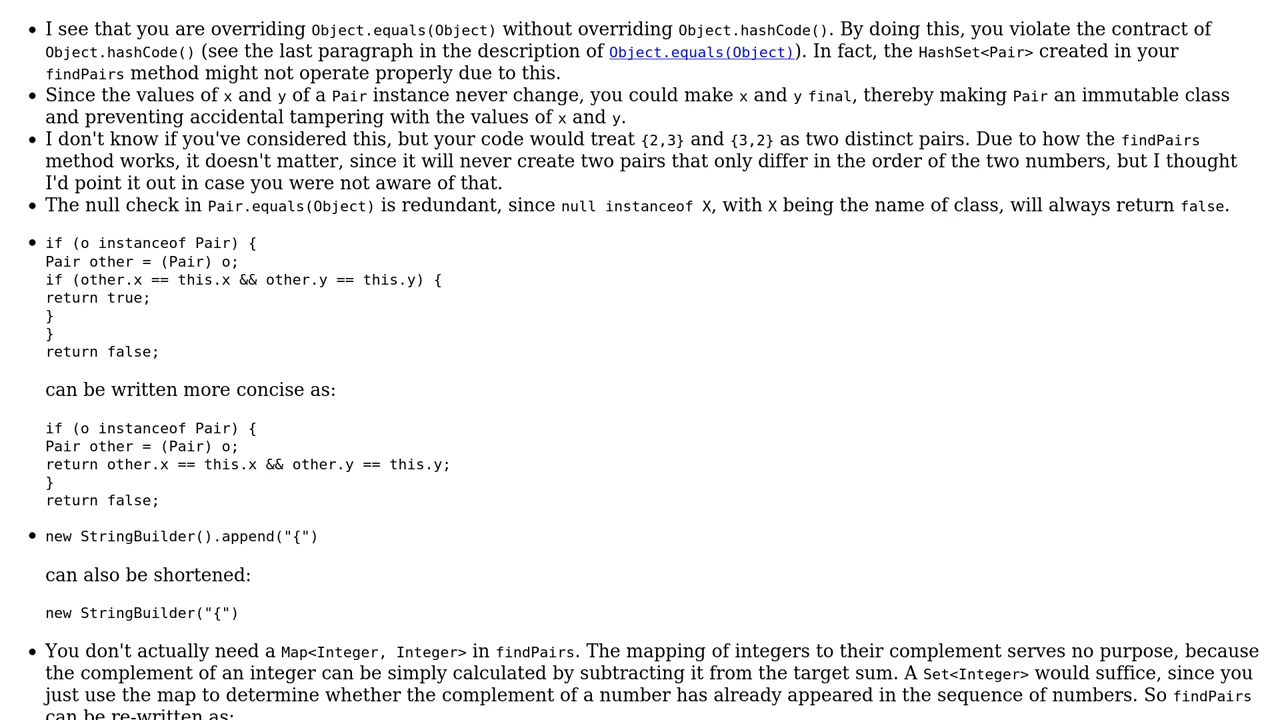 I see that you are overriding Object.equals(Object) without overriding Object.hashCode(). By doing this, you violate the contract of
Object.hashCode() (see the last paragraph in the description of Object.equals(Object)). In fact, the HashSet<Pair> created in your
findPairs method might not operate properly due to this.
Since the values of x and y of a Pair instance never change, you could make x and y final, thereby making Pair an immutable class
and preventing accidental tampering with the values of x and y.
I don't know if you've considered this, but your code would treat {2,3} and {3,2} as two distinct pairs. Due to how the findPairs
method works, it doesn't matter, since it will never create two pairs that only differ in the order of the two numbers, but I thought
I'd point it out in case you were not aware of that.
The null check in Pair.equals(Object) is redundant, since null instanceof X, with X being the name of class, will always return false.
if (o instanceof Pair) {
Pair other = (Pair) o;
if (other.x == this.x && other.y == this.y) {
return true;
}
}
return false;
can be written more concise as:
if (o instanceof Pair) {
Pair other = (Pair) o;
return other.x == this.x && other.y == this.y;
}
return false;
new StringBuilder().append("{")
can also be shortened:
new StringBuilder("{")
You don't actually need a Map<Integer, Integer> in findPairs. The mapping of integers to their complement serves no purpose, because
the complement of an integer can be simply calculated by subtracting it from the target sum. A Set<Integer> would suffice, since you
just use the map to determine whether the complement of a number has already appeared in the sequence of numbers. So findPairs
can be re-written as: